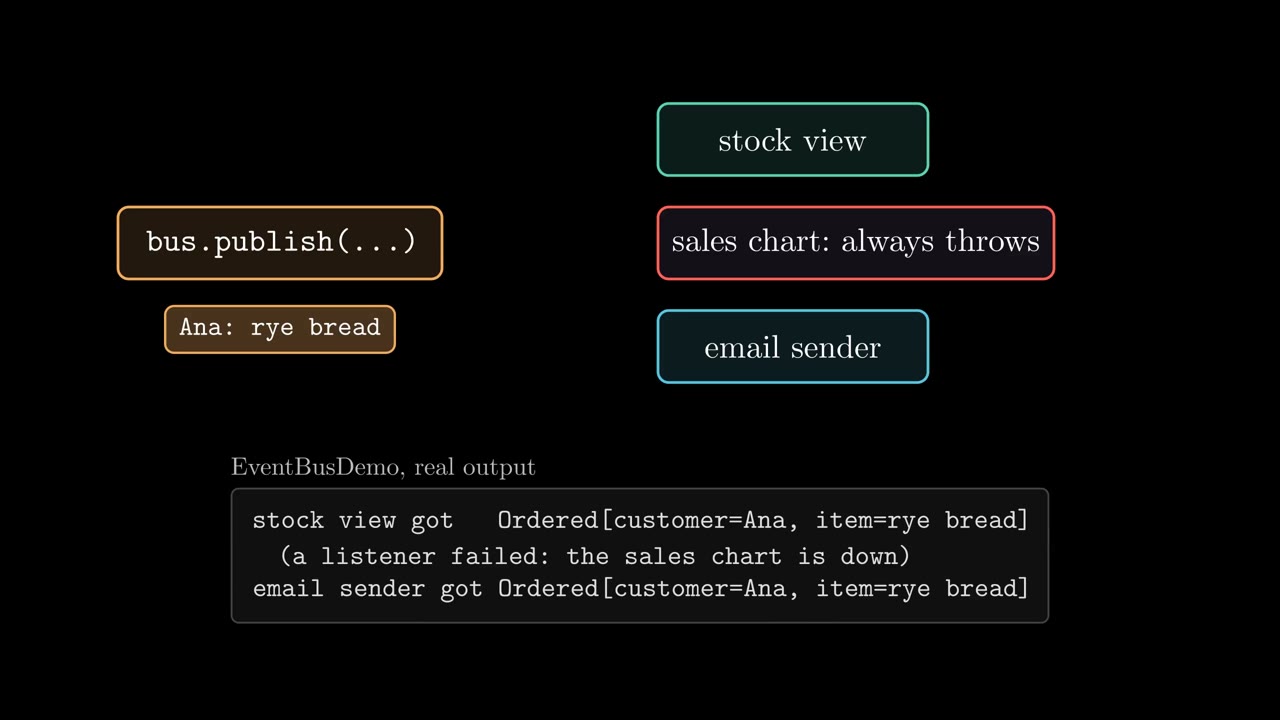 stock view
bus.publish(...)
sales chart: always throws
Ana: rye bread
email sender
EventBusDemo, real output
stock view got   Ordered[customer=Ana, item=rye bread]
  (a listener failed: the sales chart is down)
email sender got Ordered[customer=Ana, item=rye bread]